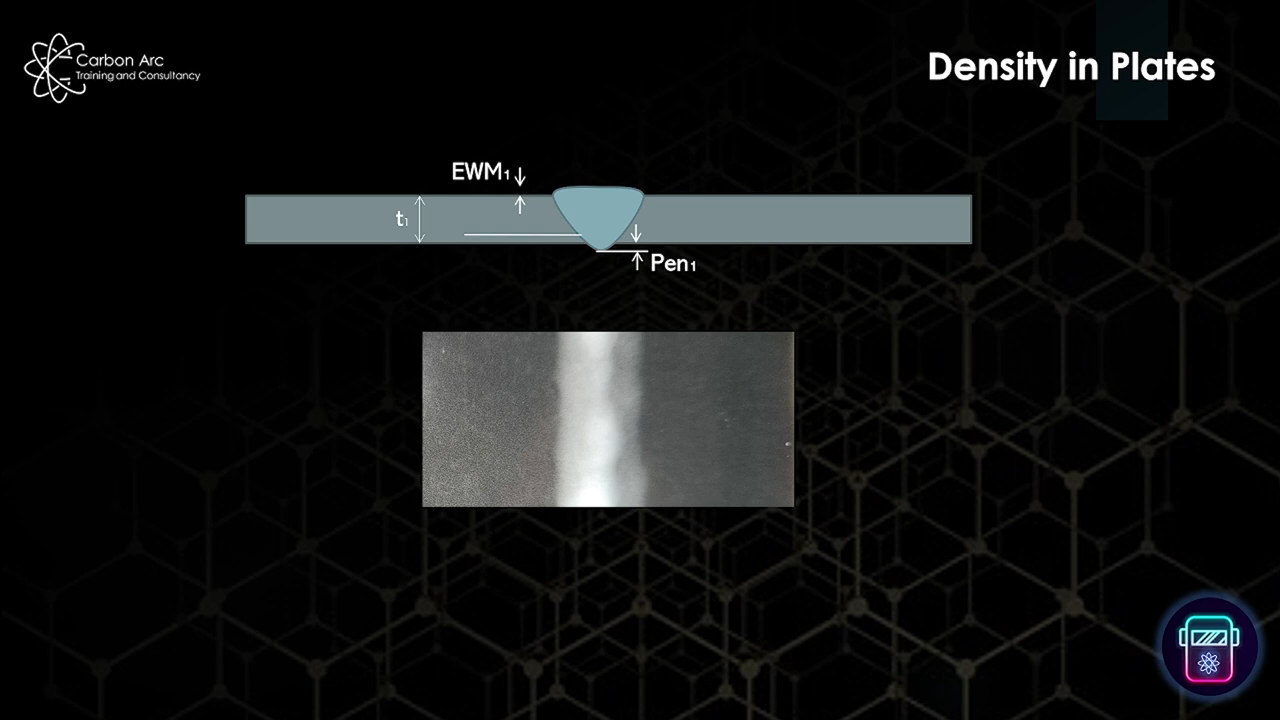 Carbon Arc
Training and Consultancy
Density in Plates
EWM₁
t₁
Pen₁